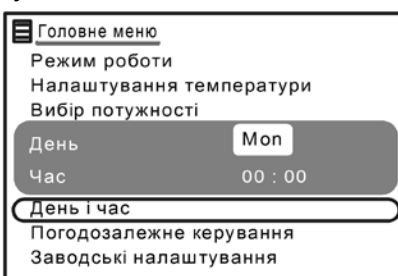 Головне меню
Режим роботи
Налаштування температури
Вибір потужності
День Mon
Час 00 : 00
День і час
Погодозалежне керування
Заводські налаштування